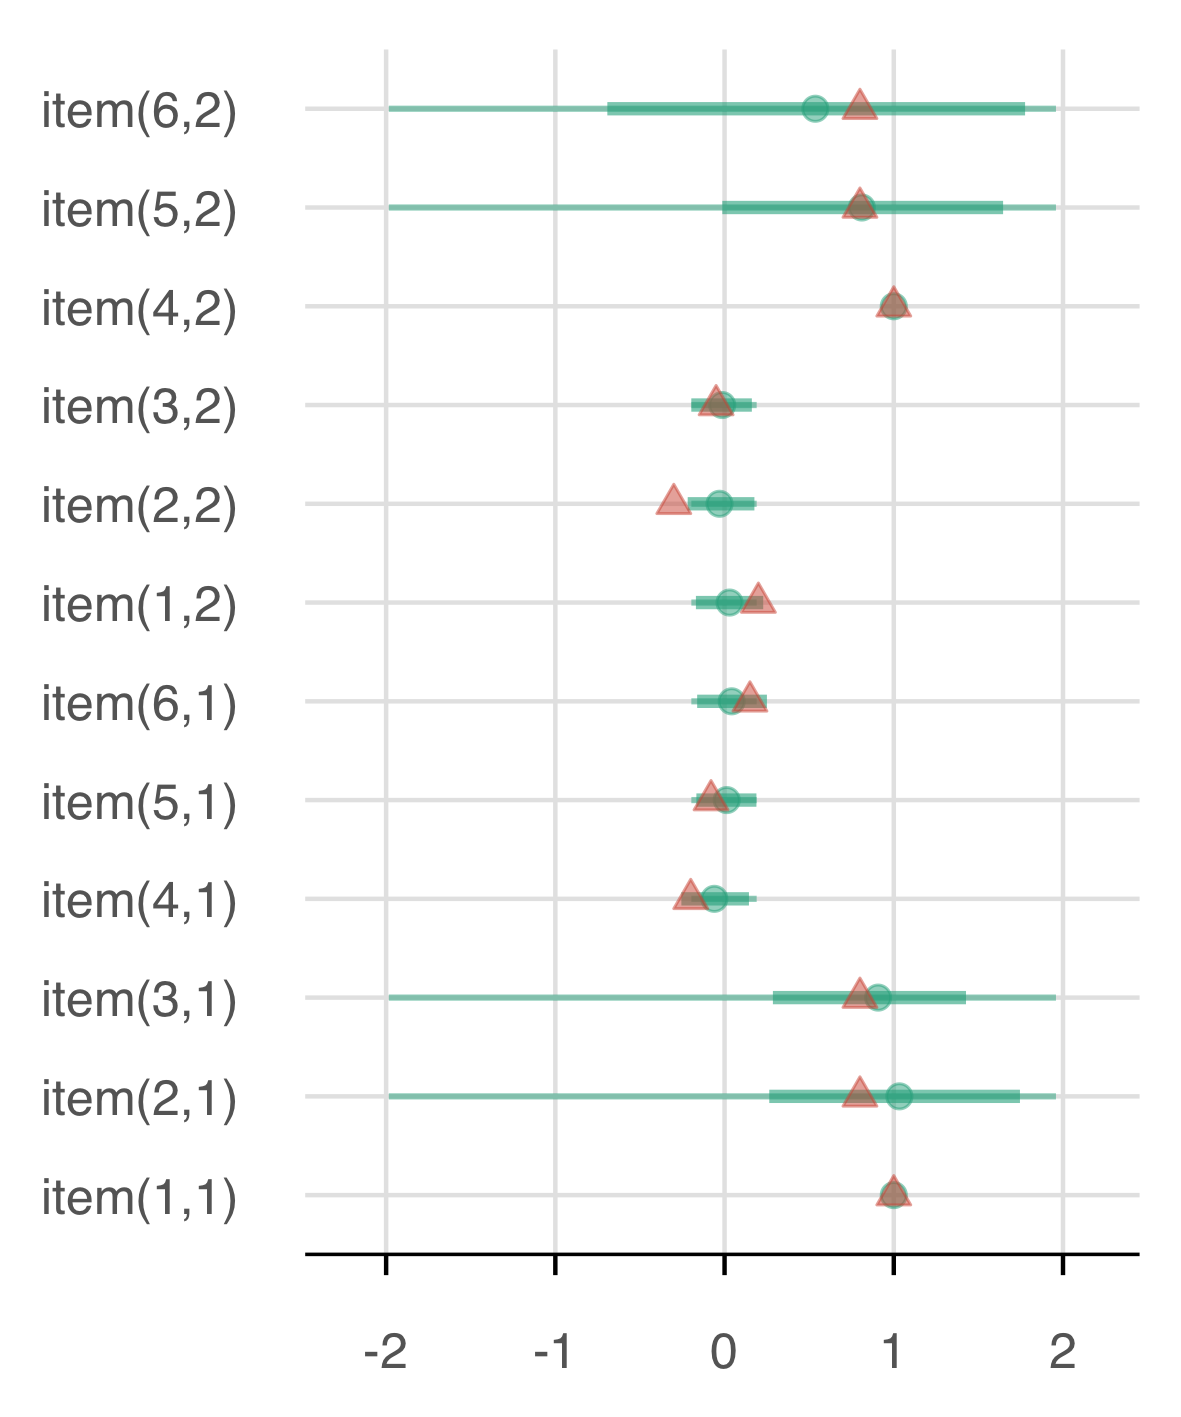 item(6,2)
item(5,2)
item(4,2)
item(3,2)
item(2,2)
item(1,2)
item(6,1)
item(5,1)
item(4,1)
item(3,1)
item(2,1)
item(1,1)
-2 -1 0 1 2